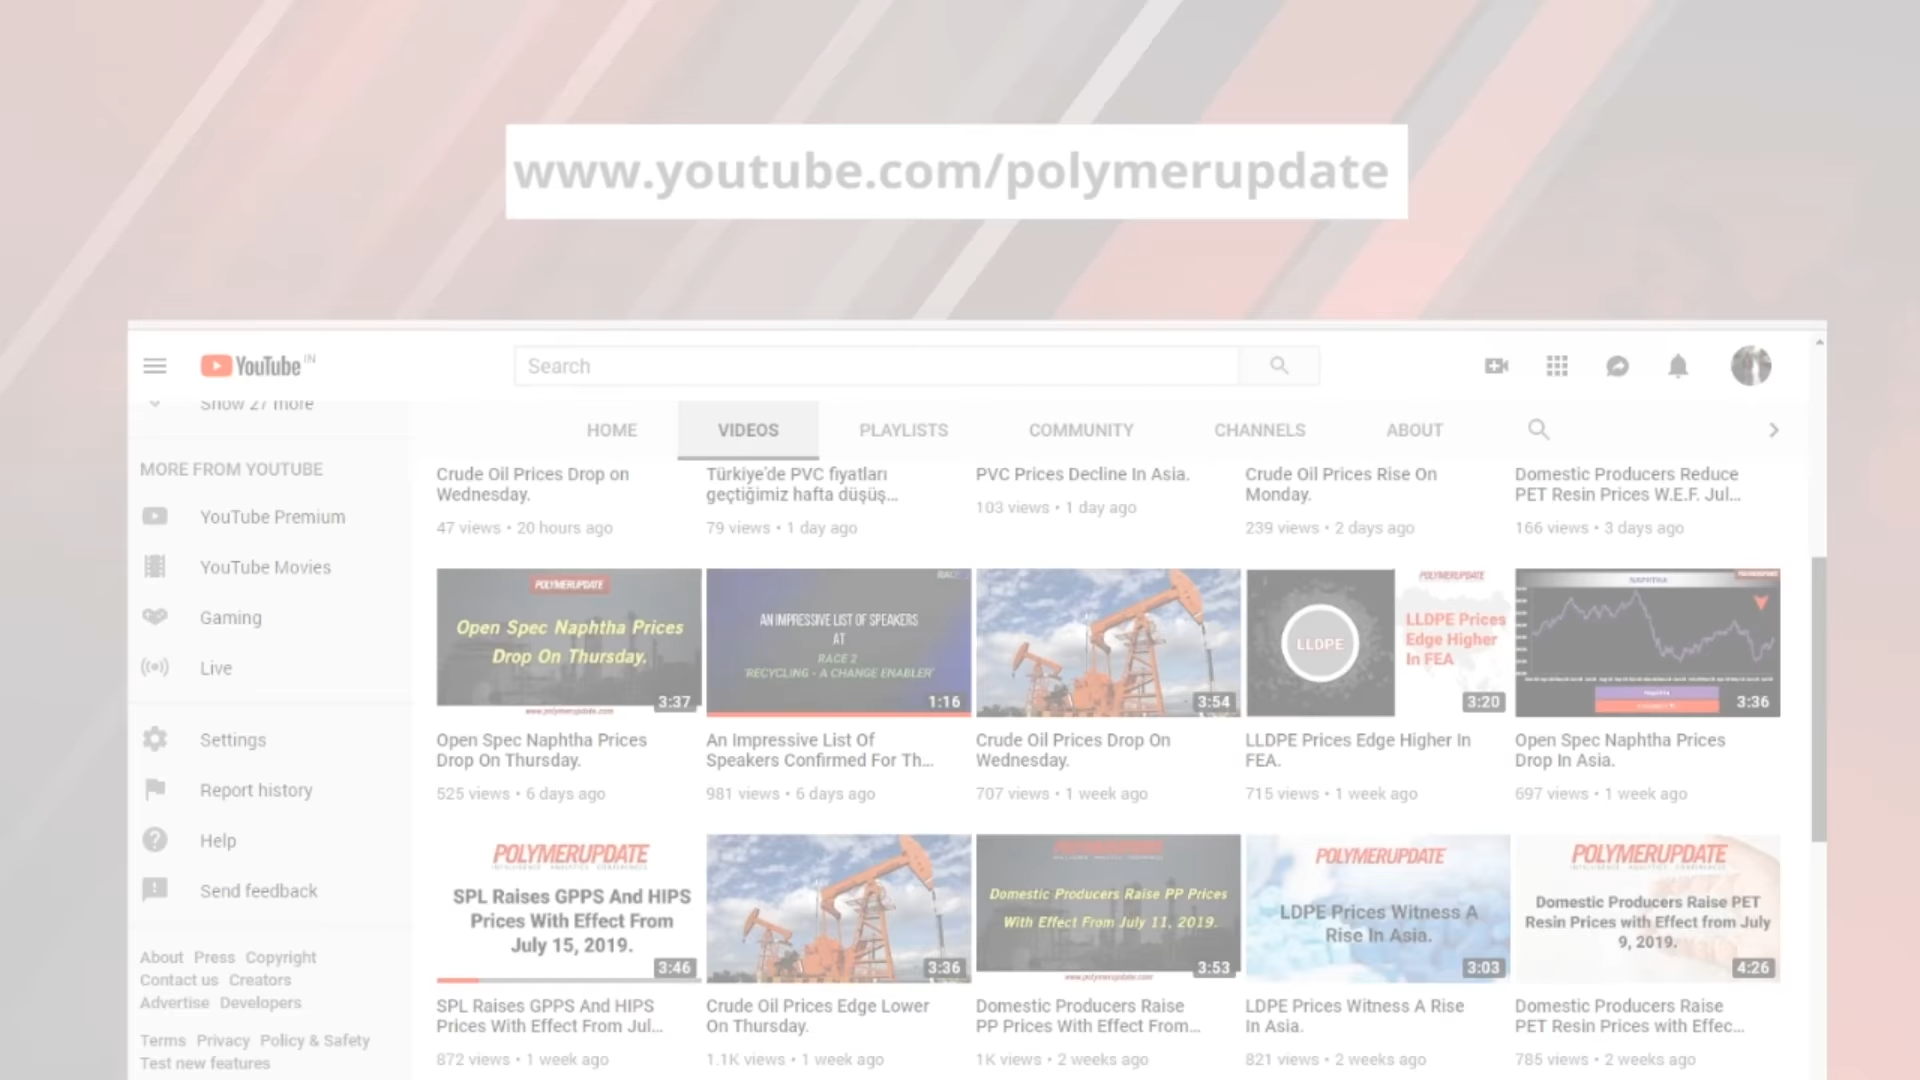 www.youtube.com/polymerupdate
YouTube IN
Search
Show 27 more
HOME VIDEOS PLAYLISTS COMMUNITY CHANNELS ABOUT
MORE FROM YOUTUBE
YouTube Premium
YouTube Movies
Gaming
Live
Settings
Report history
Help
Send feedback
About Press Copyright
Contact us Creators
Advertise Developers
Terms Privacy Policy & Safety
Test new features
Crude Oil Prices Drop on
Wednesday.
47 views • 20 hours ago
Türkiye'de PVC fiyatları
geçtiğimiz hafta düşüş...
79 views • 1 day ago
PVC Prices Decline In Asia.
103 views • 1 day ago
Crude Oil Prices Rise On
Monday.
239 views • 2 days ago
Domestic Producers Reduce
PET Resin Prices W.E.F. Jul...
166 views • 3 days ago
POLYMERUPDATE
Open Spec Naphtha Prices
Drop On Thursday.
3:37
www.polymerupdate.com
Open Spec Naphtha Prices
Drop On Thursday.
525 views • 6 days ago
AN IMPRESSIVE LIST OF SPEAKERS
AT
RACE 2
'RECYCLING - A CHANGE ENABLER'
1:16
An Impressive List Of
Speakers Confirmed For Th...
981 views • 6 days ago
3:54
Crude Oil Prices Drop On
Wednesday.
707 views • 1 week ago
LLDPE
POLYMERUPDATE
LLDPE Prices
Edge Higher
In FEA
3:20
LLDPE Prices Edge Higher In
FEA.
715 views • 1 week ago
NAPHTHA
POLYMERUPDATE
3:36
Open Spec Naphtha Prices
Drop In Asia.
697 views • 1 week ago
POLYMERUPDATE
INTELLIGENCE ANALYTICS CONFERENCES
SPL Raises GPPS And HIPS
Prices With Effect From
July 15, 2019.
3:46
SPL Raises GPPS And HIPS
Prices With Effect From Jul...
872 views • 1 week ago
3:36
Crude Oil Prices Edge Lower
On Thursday.
1.1K views • 1 week ago
POLYMERUPDATE
Domestic Producers Raise PP Prices
With Effect From July 11, 2019.
3:53
www.polymerupdate.com
Domestic Producers Raise
PP Prices With Effect From...
1K views • 2 weeks ago
POLYMERUPDATE
LDPE Prices Witness A
Rise In Asia.
3:03
LDPE Prices Witness A Rise
In Asia.
821 views • 2 weeks ago
POLYMERUPDATE
INTELLIGENCE ANALYTICS CONFERENCES
Domestic Producers Raise PET
Resin Prices with Effect from July
9, 2019.
4:26
Domestic Producers Raise
PET Resin Prices with Effec...
785 views • 2 weeks ago